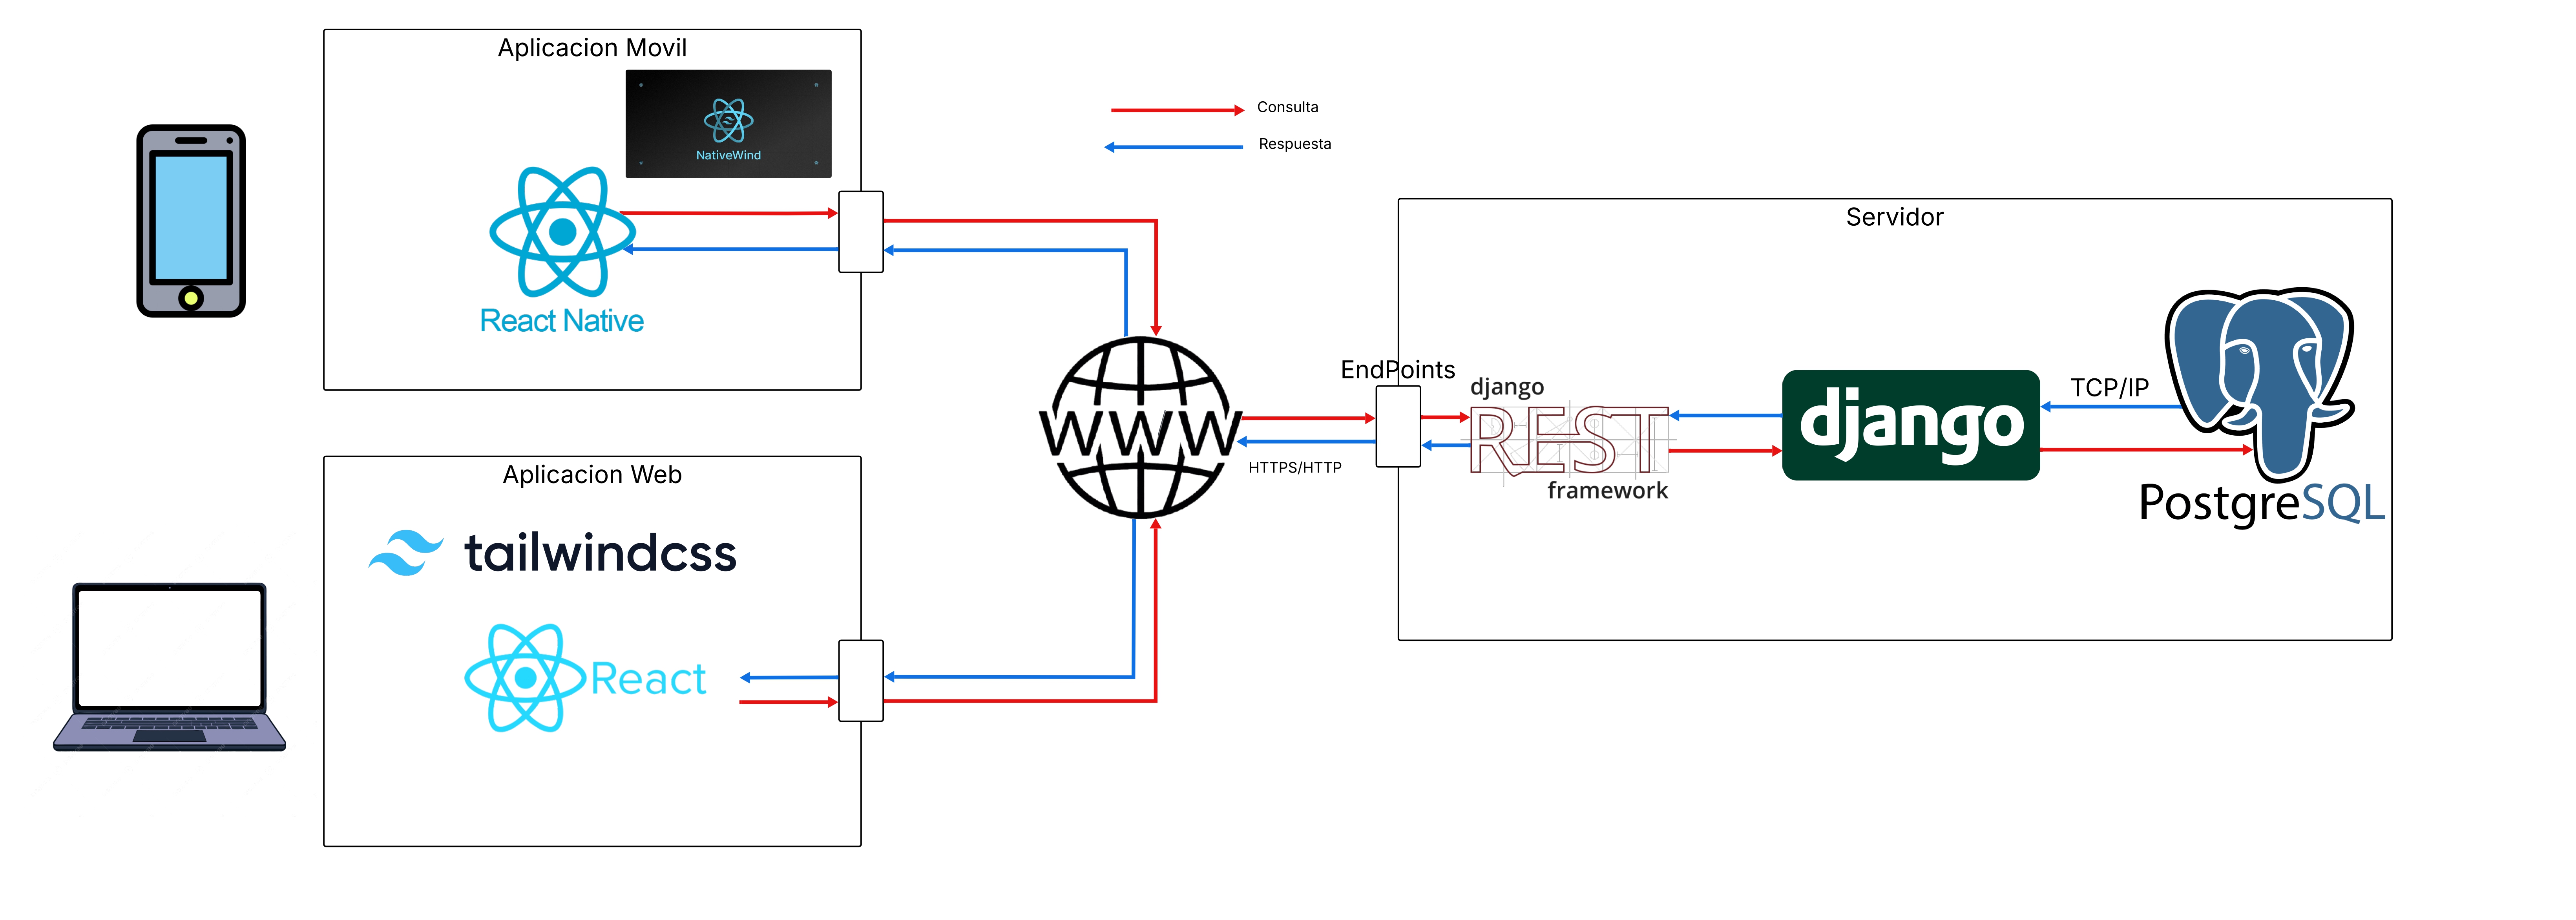 Aplicacion Movil
NativeWind
React Native
Consulta
Respuesta
Aplicacion Web
tailwindcss
React
WWW
HTTPS/HTTP
EndPoints
Servidor
django
REST
framework
django
TCP/IP
PostgreSQL